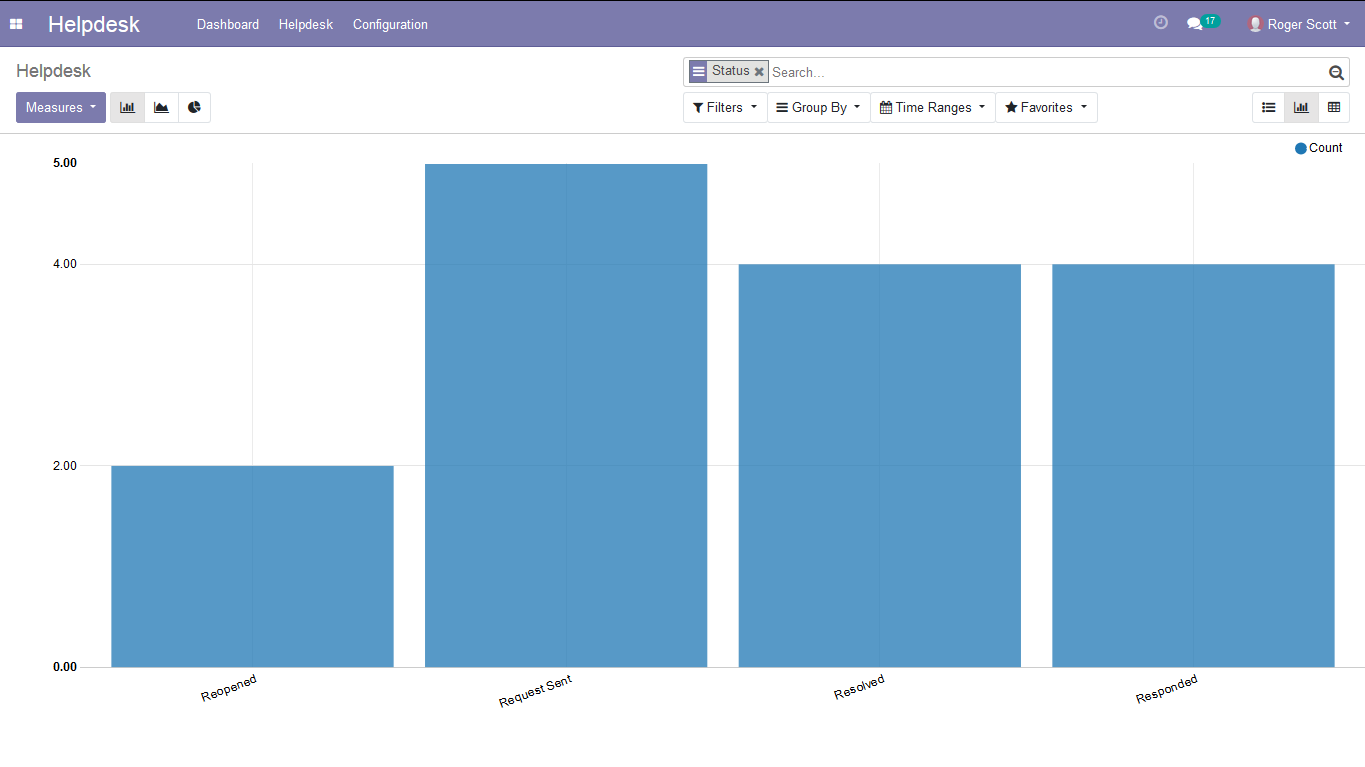 Helpdesk Dashboard Helpdesk Configuration 17 Roger Scott
Helpdesk
Status Search...
Measures Filters Group By Time Ranges Favorites
Count
5.00
4.00
2.00
0.00
Reopened Request Sent Resolved Responded